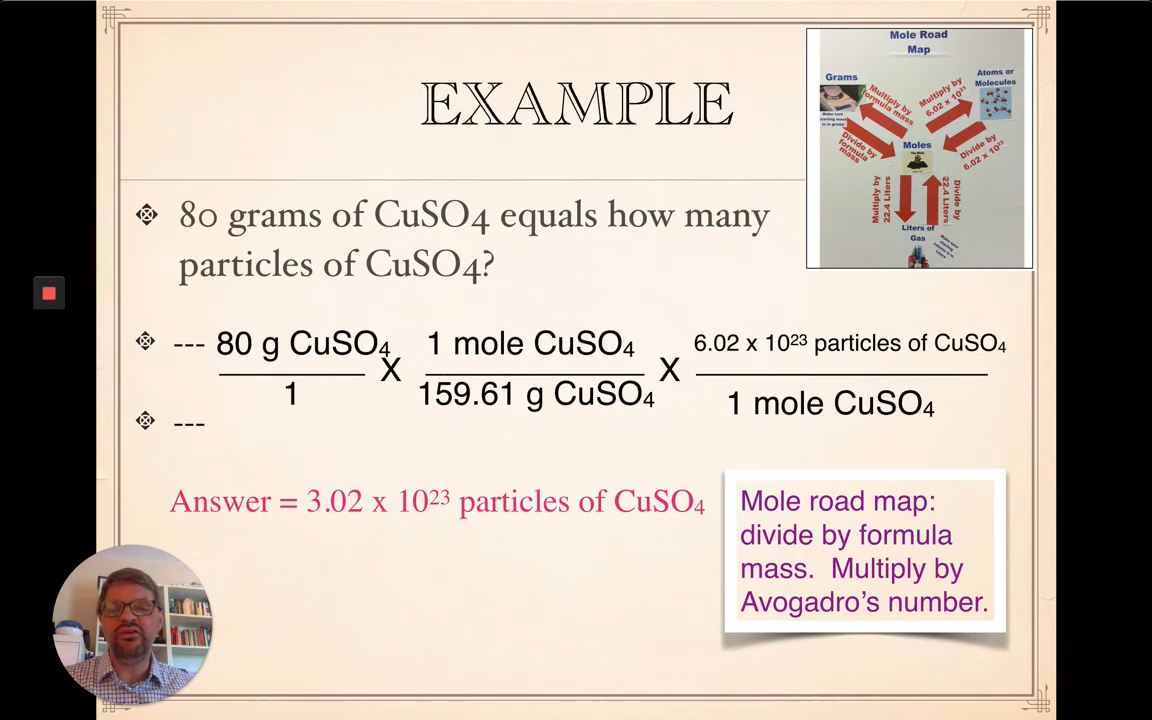 EXAMPLE
80 grams of CuSO4 equals how many
particles of CuSO4?
--- 80 g CuSO4
1
X
1 mole CuSO4
159.61 g CuSO4
X
6.02 x 10²³ particles of CuSO4
1 mole CuSO4
---
Answer = 3.02 x 10²³ particles of CuSO4
Mole road map:
divide by formula
mass. Multiply by
Avogadro's number.
Mole Road
Map
Grams
Atoms or
Molecules
Multiply by
formula mass
Multiply by
6.02 x 10²³
Divide by
formula
mass
Divide by
6.02 x 10²³
Moles
Multiply by
22.4 Liters
Divide by
22.4 Liters
Liters of
Gas